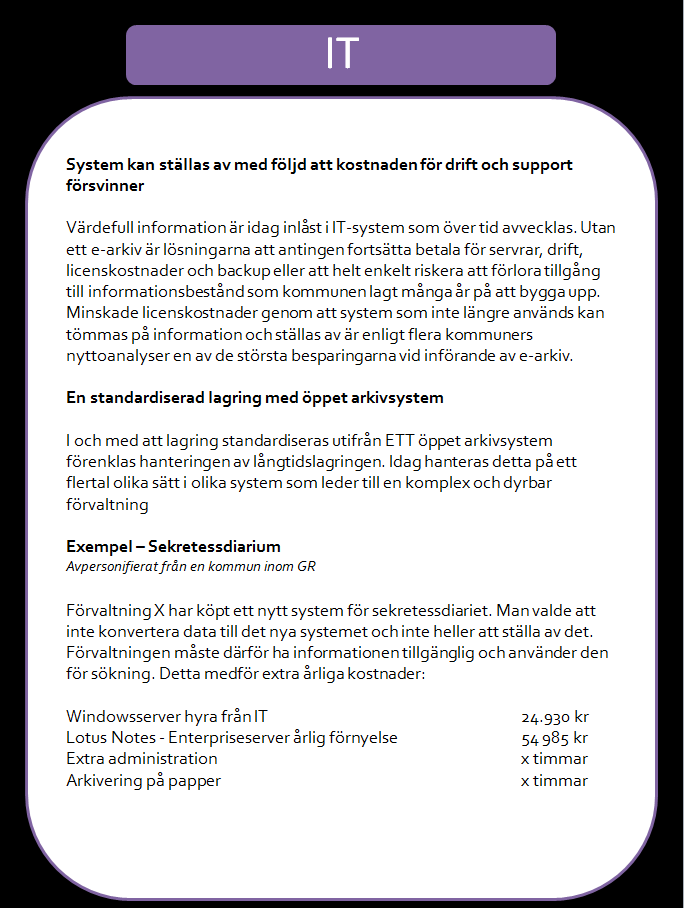 IT
System kan ställas av med följd att kostnaden för drift och support
försvinner
Värdefull information är idag inlåst i IT-system som över tid avvecklas. Utan
ett e-arkiv är lösningarna att antingen fortsätta betala för servrar, drift,
licenskostnader och backup eller att helt enkelt riskera att förlora tillgång
till informationsbestånd som kommunen lagt många år på att bygga upp.
Minskade licenskostnader genom att system som inte längre används kan
tömmas på information och ställas av är enligt flera kommuners
nyttoanalyser en av de största besparingarna vid införande av e-arkiv.
En standardiserad lagring med öppet arkivsystem
I och med att lagring standardiseras utifrån ETT öppet arkivsystem
förenklas hanteringen av långtidslagringen. Idag hanteras detta på ett
flertal olika sätt i olika system som leder till en komplex och dyrbar
förvaltning
Exempel – Sekretessdiarium
Avpersonifierat från en kommun inom GR
Förvaltning X har köpt ett nytt system för sekretessdiariet. Man valde att
inte konvertera data till det nya systemet och inte heller att ställa av det.
Förvaltningen måste därför ha informationen tillgänglig och använder den
för sökning. Detta medför extra årliga kostnader:
Windowsserver hyra från IT 24.930 kr
Lotus Notes - Enterpriseserver årlig förnyelse 54 985 kr
Extra administration x timmar
Arkivering på papper x timmar